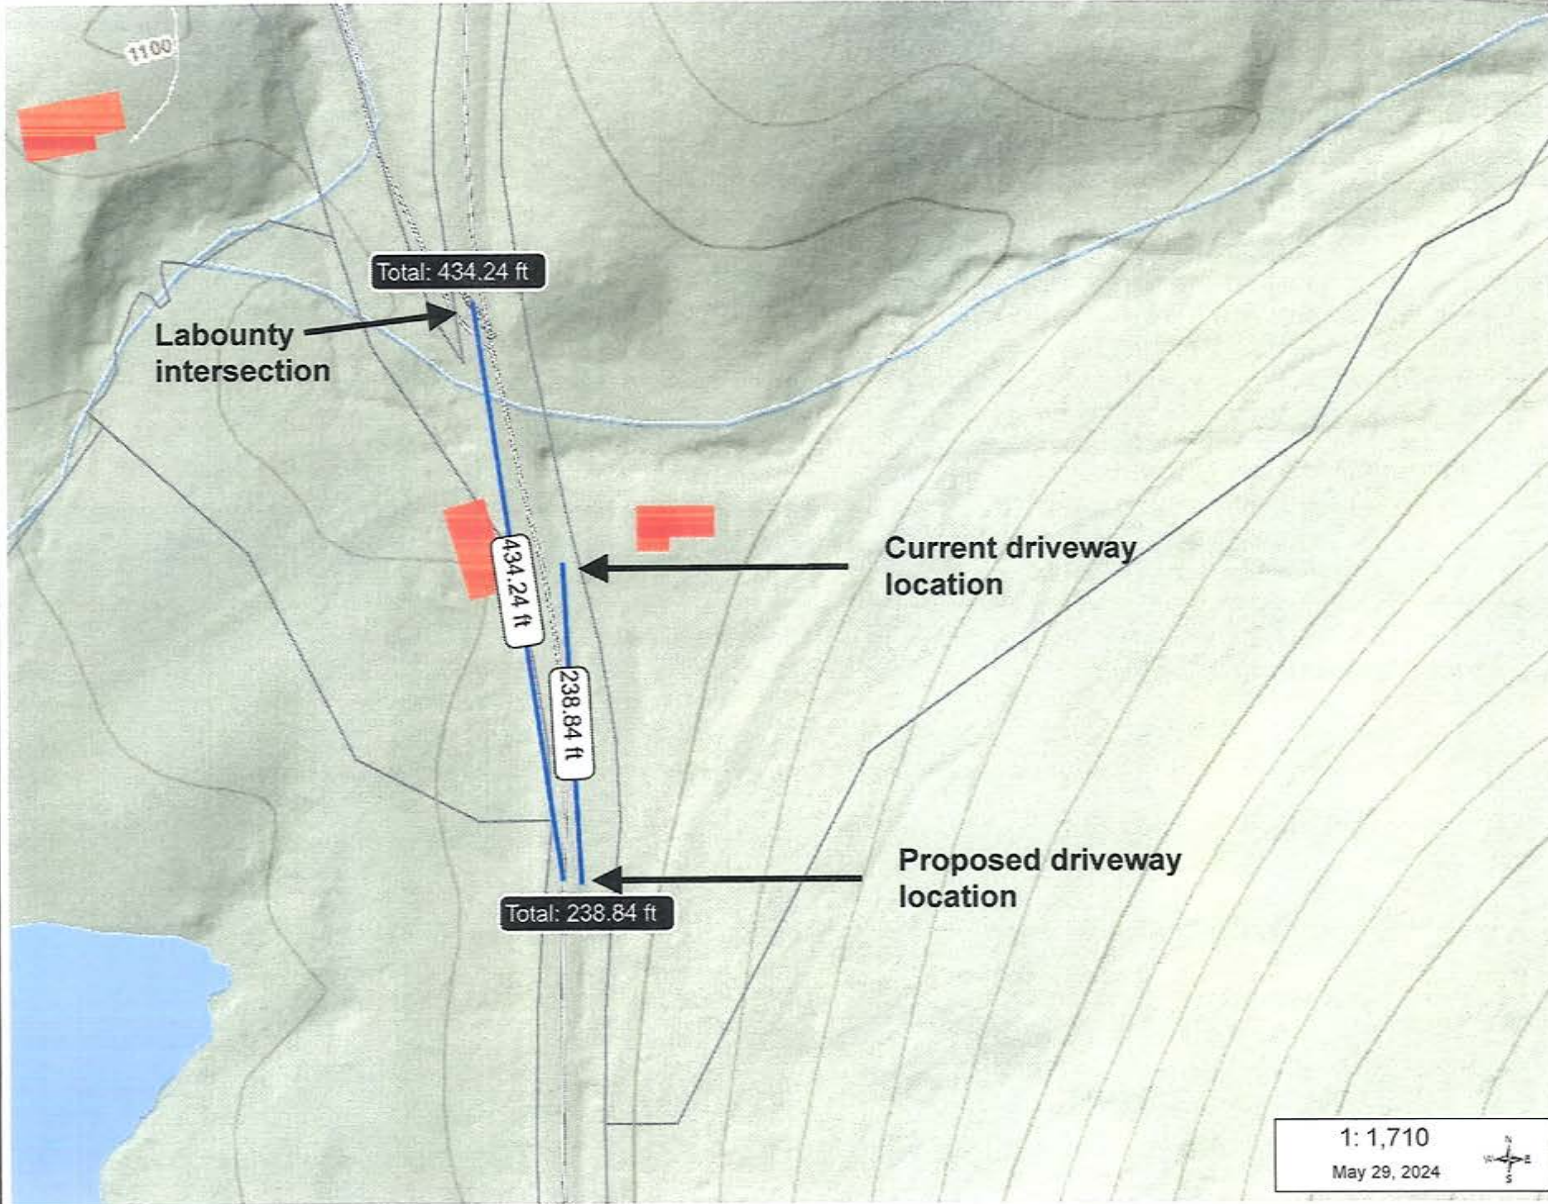 1100
Total: 434.24 ft
Labounty
intersection
434.24 ft
Current driveway
location
238.84 ft
Proposed driveway
location
Total: 238.84 ft
1: 1,710
May 29, 2024
N
W E
S